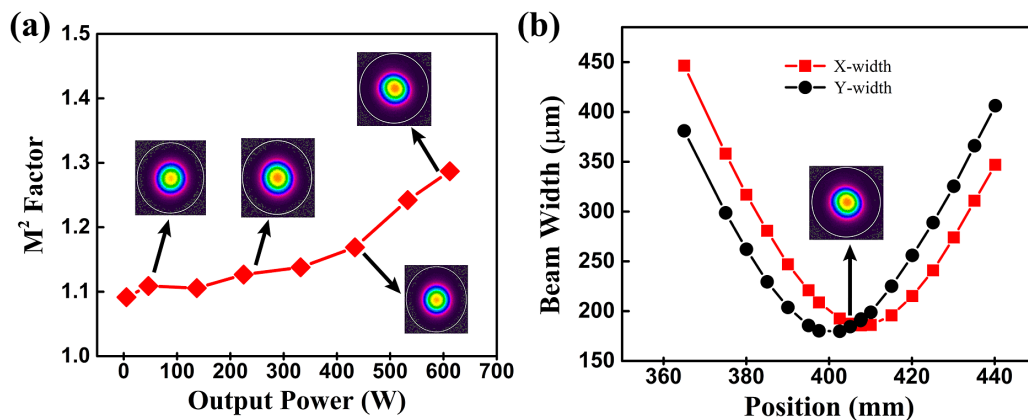 (a)
1.5
1.4
1.3
1.2
1.1
1.0
M² Factor
0 100 200 300 400 500 600 700
Output Power (W)
(b)
450
400
350
300
250
200
150
Beam Width (μm)
X-width
Y-width
360 380 400 420 440
Position (mm)